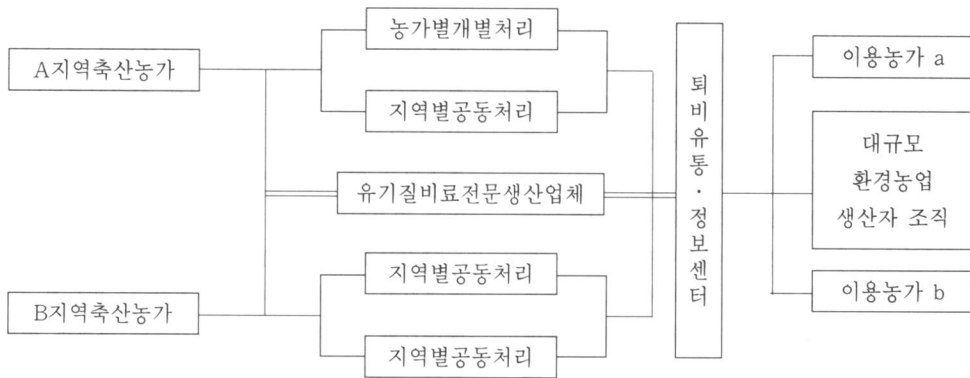 농가별개별처리
A지역축산농가
지역별공동처리
유기질비료전문생산업체
지역별공동처리
B지역축산농가
지역별공동처리
퇴비유통·정보센터
이용농가 a
대규모
환경농업
생산자 조직
이용농가 b